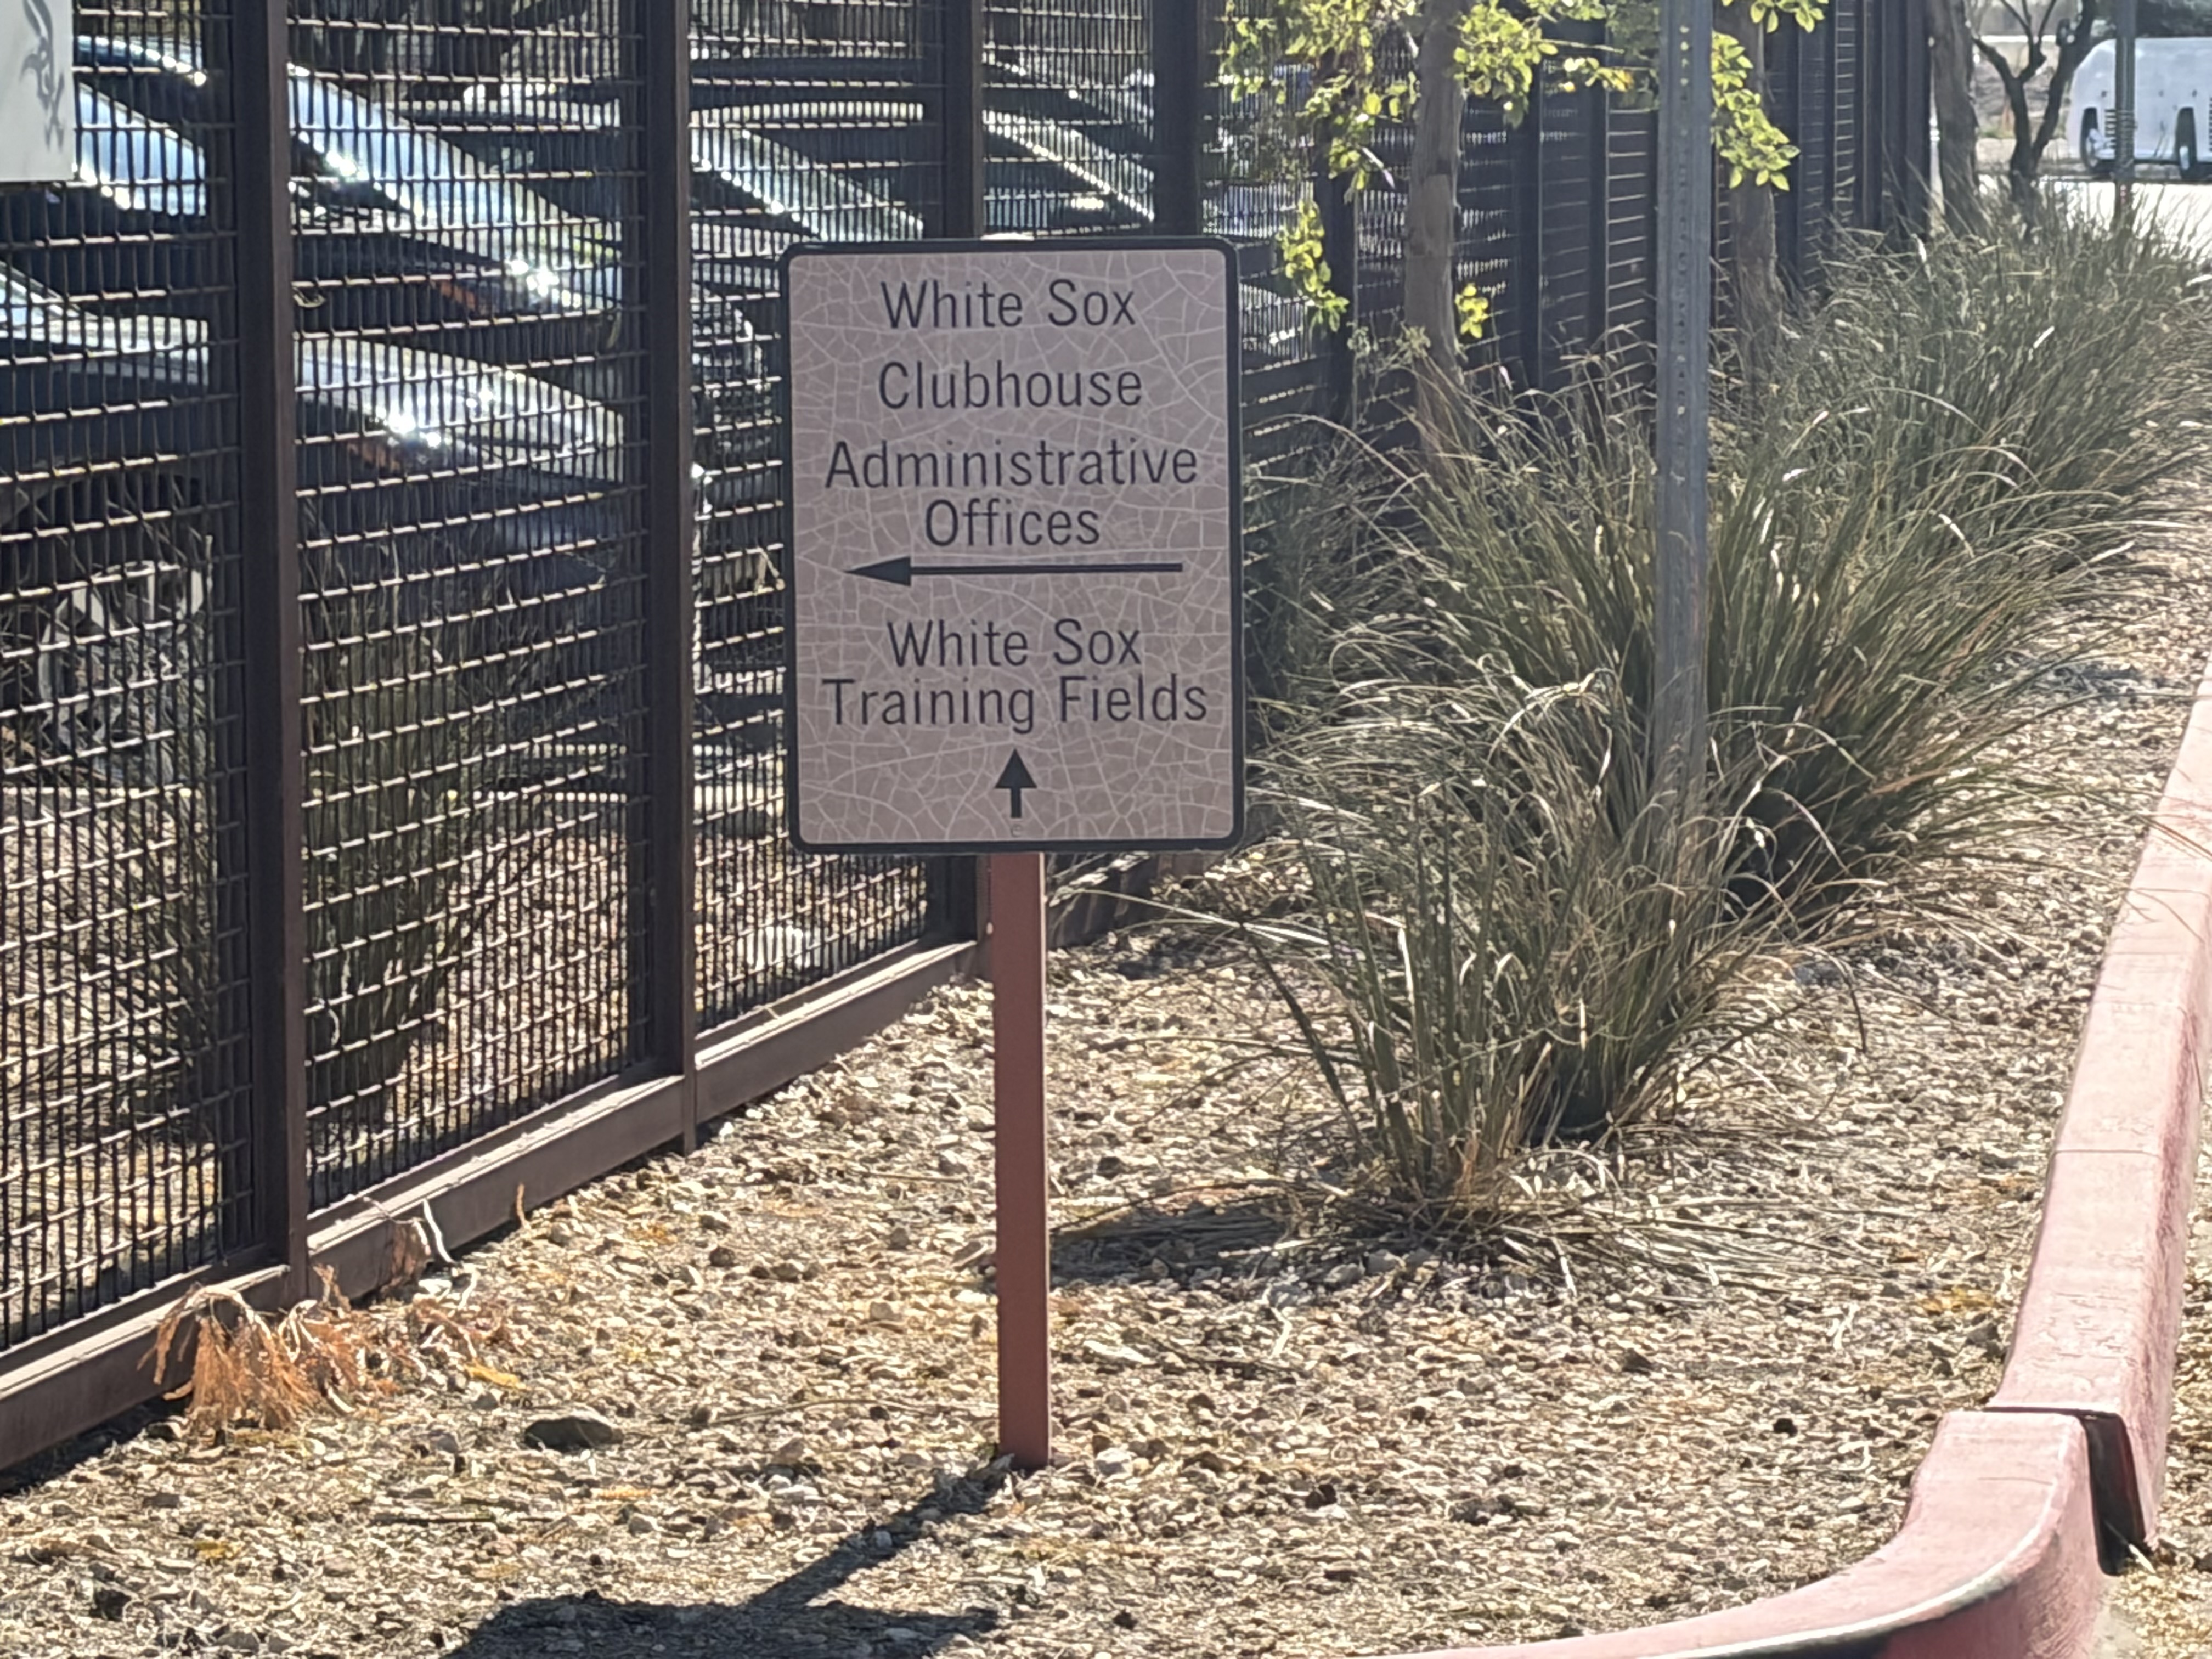 White Sox
Clubhouse
Administrative
Offices
White Sox
Training Fields